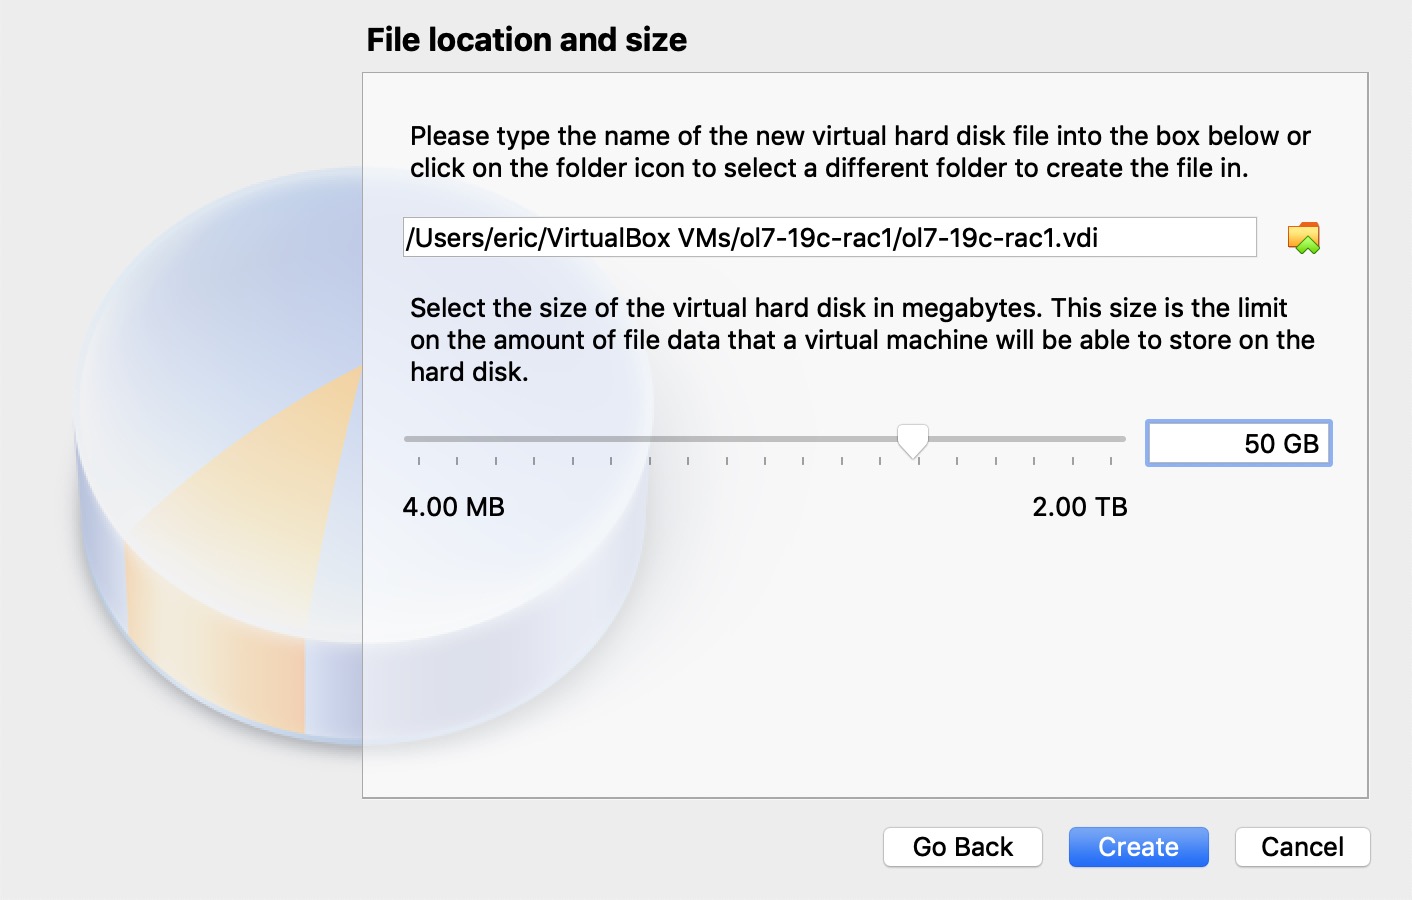 File location and size
Please type the name of the new virtual hard disk file into the box below or
click on the folder icon to select a different folder to create the file in.
/Users/eric/VirtualBox VMs/ol7-19c-rac1/ol7-19c-rac1.vdi
Select the size of the virtual hard disk in megabytes. This size is the limit
on the amount of file data that a virtual machine will be able to store on the
hard disk.
50 GB
4.00 MB
2.00 TB
Go Back
Create
Cancel